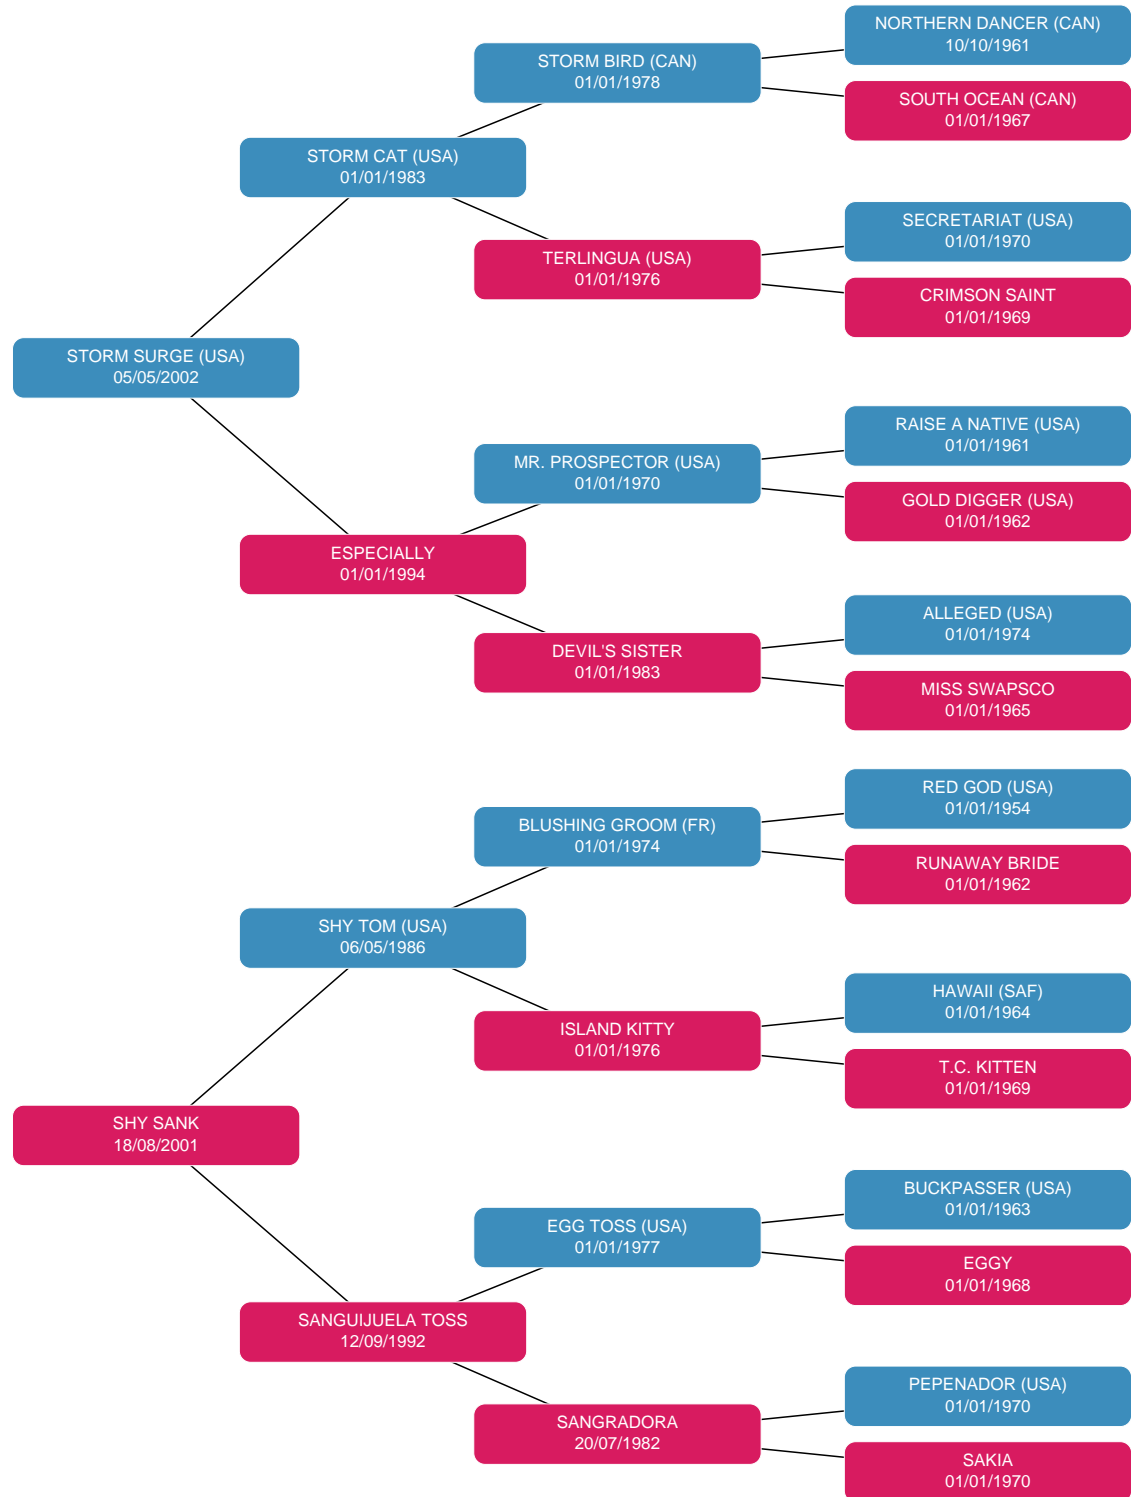 NORTHERN DANCER (CAN)
10/10/1961
STORM BIRD (CAN)
01/01/1978
SOUTH OCEAN (CAN)
01/01/1967
STORM CAT (USA)
01/01/1983
SECRETARIAT (USA)
01/01/1970
TERLINGUA (USA)
01/01/1976
CRIMSON SAINT
01/01/1969
STORM SURGE (USA)
05/05/2002
RAISE A NATIVE (USA)
01/01/1961
MR. PROSPECTOR (USA)
01/01/1970
GOLD DIGGER (USA)
01/01/1962
ESPECIALLY
01/01/1994
ALLEGED (USA)
01/01/1974
DEVIL'S SISTER
01/01/1983
MISS SWAPSCO
01/01/1965
RED GOD (USA)
01/01/1954
BLUSHING GROOM (FR)
01/01/1974
RUNAWAY BRIDE
01/01/1962
SHY TOM (USA)
06/05/1986
HAWAII (SAF)
01/01/1964
ISLAND KITTY
01/01/1976
T.C. KITTEN
01/01/1969
SHY SANK
18/08/2001
BUCKPASSER (USA)
01/01/1963
EGG TOSS (USA)
01/01/1977
EGGY
01/01/1968
SANGUIJUELA TOSS
12/09/1992
PEPENADOR (USA)
01/01/1970
SANGRADORA
20/07/1982
SAKIA
01/01/1970